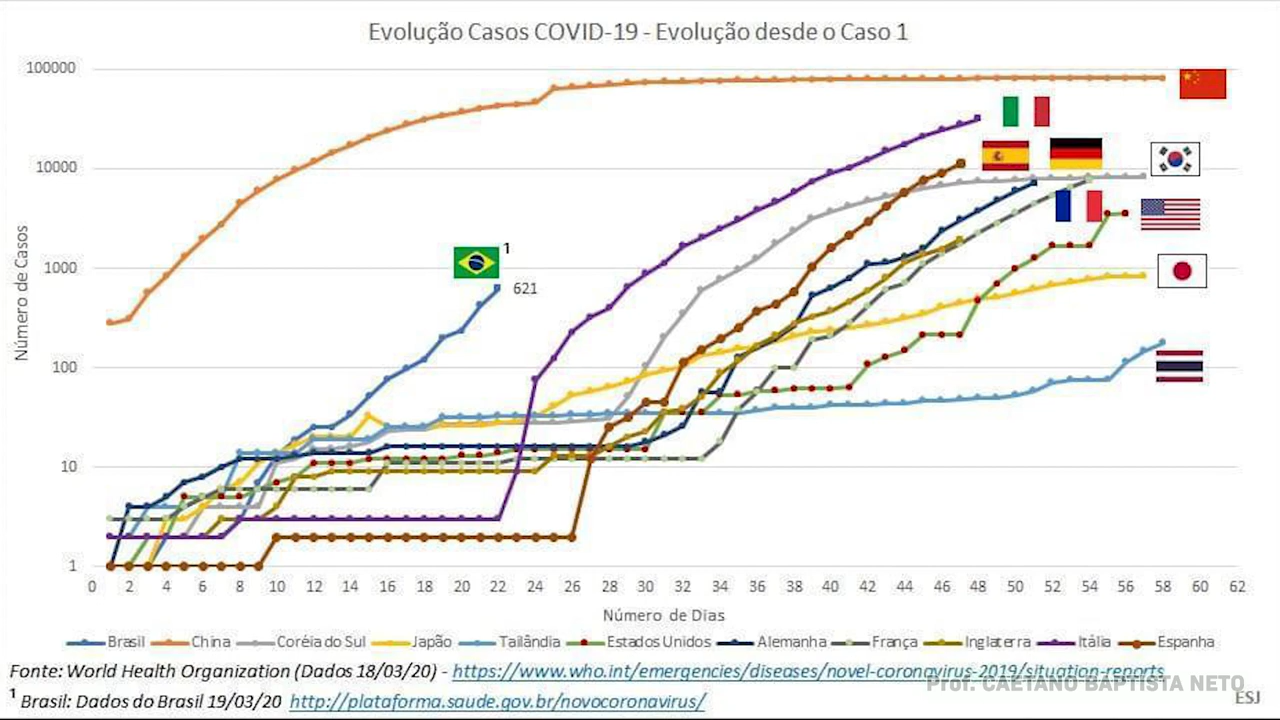 Evolução Casos COVID-19 - Evolução desde o Caso 1
Número de Casos
100000
10000
1000
100
10
1
1
621
0 2 4 6 8 10 12 14 16 18 20 22 24 26 28 30 32 34 36 38 40 42 44 46 48 50 52 54 56 58 60 62
Número de Dias
Brasil China Coréia do Sul Japão Tailândia Estados Unidos Alemanha França Inglaterra Itália Espanha
Fonte: World Health Organization (Dados 18/03/20) - https://www.who.int/emergencies/diseases/novel-coronavirus-2019/situation-reports
Prof. CAETANO BAPTISTA NETO
1 Brasil: Dados do Brasil 19/03/20 http://plataforma.saude.gov.br/novocoronavirus/
ESJ